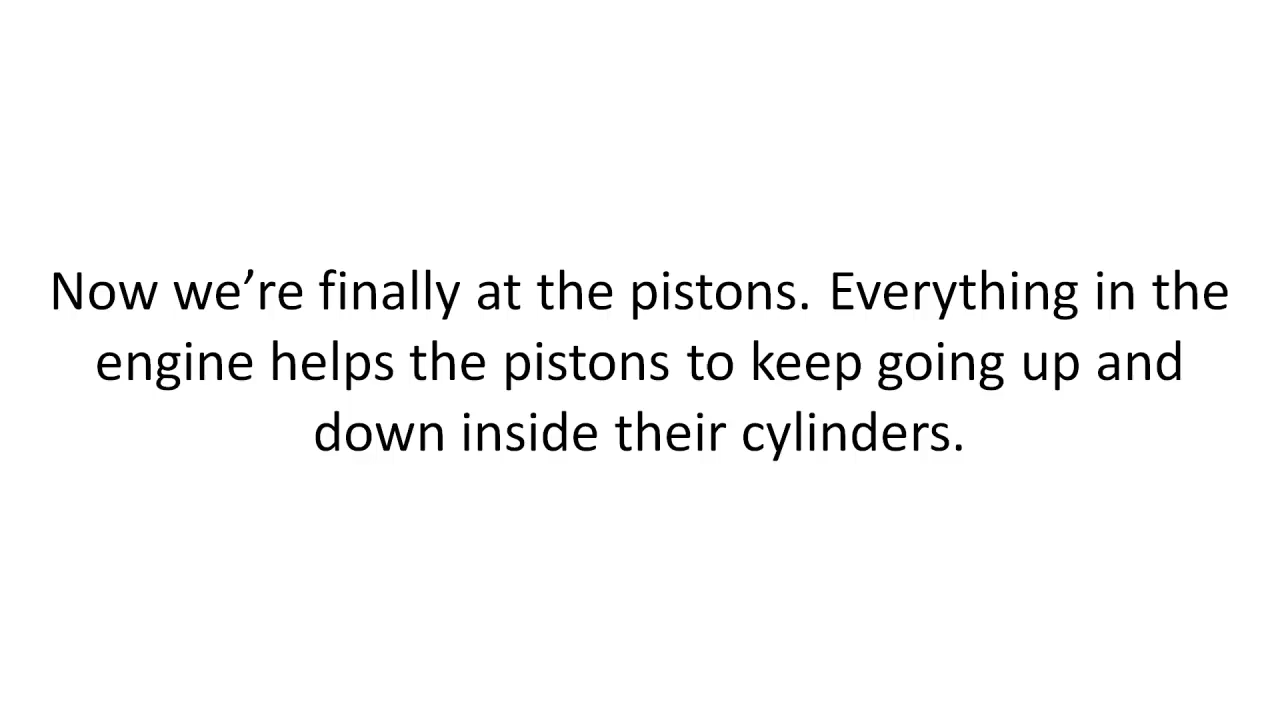 Now we’re finally at the pistons. Everything in the
engine helps the pistons to keep going up and
down inside their cylinders.